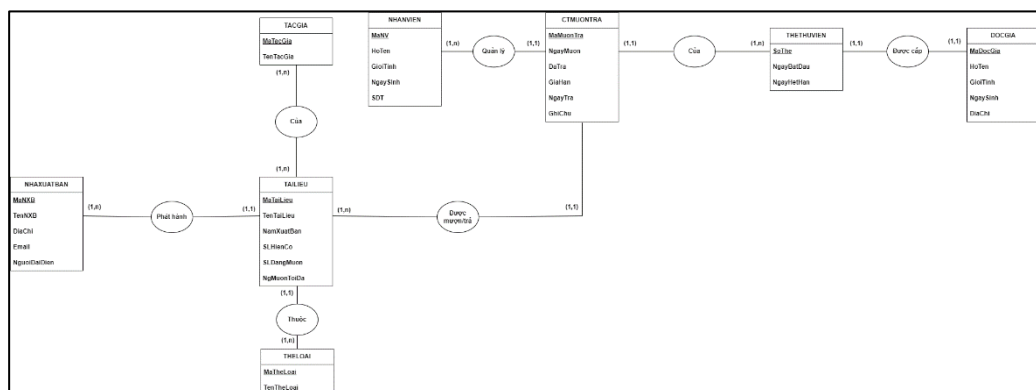 TACGIA
MaTacGia
TenTacGia
(1,n)
Của
(1,n)
NHANVIEN
MaNV
HoTen
GioiTinh
NgaySinh
SDT
(1,n)
Quản lý
(1,1)
CTMUONTRA
MaMuonTra
NgayMuon
DaTra
GiaHan
NgayTra
GhiChu
(1,1)
Của
(1,n)
THETHUVIEN
SoThe
NgayBatDau
NgayHetHan
(1,1)
Được cấp
(1,1)
DOCGIA
MaDocGia
HoTen
GioiTinh
NgaySinh
DiaChi
NHAXUATBAN
MaNXB
TenNXB
DiaChi
Email
NguoiDaiDien
(1,n)
Phát hành
(1,1)
TAILIEU
MaTaiLieu
TenTaiLieu
NamXuatBan
SLHienCo
SLDangMuon
NgMuonToiDa
(1,n)
Được
mượn/trả
(1,1)
(1,1)
Thuộc
(1,n)
THELOAI
MaTheLoai
TenTheLoai